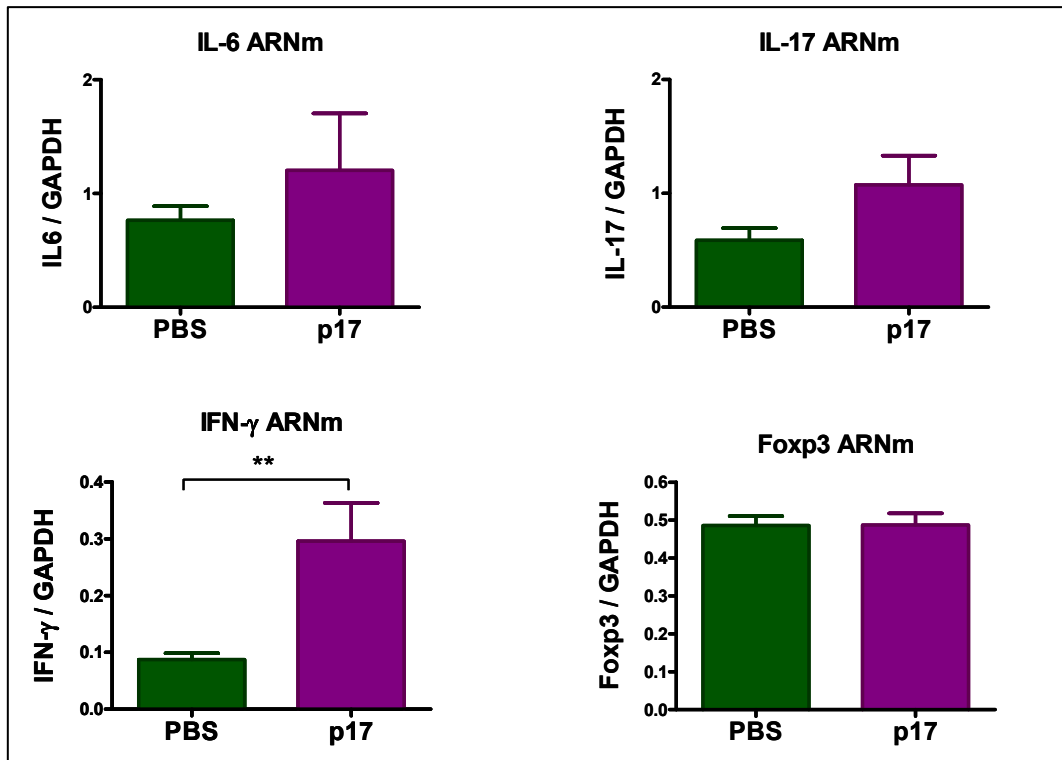 IL-6 ARNm
IL6 / GAPDH
2
1
0
PBS p17
IL-17 ARNm
IL-17 / GAPDH
2
1
0
PBS p17
IFN-γ ARNm
**
IFN-γ / GAPDH
0.4
0.3
0.2
0.1
0.0
PBS p17
Foxp3 ARNm
Foxp3 / GAPDH
0.6
0.5
0.4
0.3
0.2
0.1
0.0
PBS p17